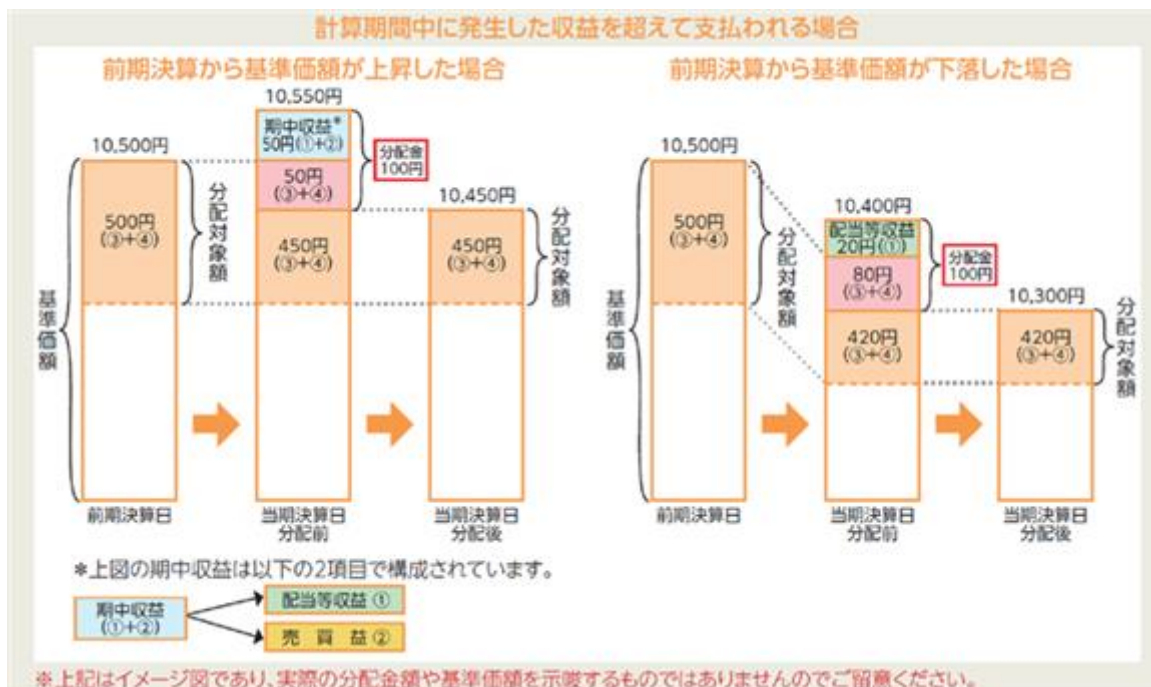 計算期間中に発生した収益を超えて支払われる場合
前期決算から基準価額が上昇した場合
10,550円
10,500円
期中収益*
50円(①+②)
50円
(③+④)
分配金
100円
10,450円
500円
(③+④)
分配対象額
450円
(③+④)
450円
(③+④)
分配対象額
基準価額
前期決算日
当期決算日
分配前
当期決算日
分配後
前期決算から基準価額が下落した場合
10,500円
10,400円
配当等収益
20円(①)
80円
(③+④)
分配金
100円
10,300円
500円
(③+④)
分配対象額
420円
(③+④)
420円
(③+④)
分配対象額
基準価額
前期決算日
当期決算日
分配前
当期決算日
分配後
*上図の期中収益は以下の2項目で構成されています。
期中収益
(①+②)
配当等収益 ①
売 買 益 ②
※上記はイメージ図であり、実際の分配金額や基準価額を示唆するものではありませんのでご留意ください。